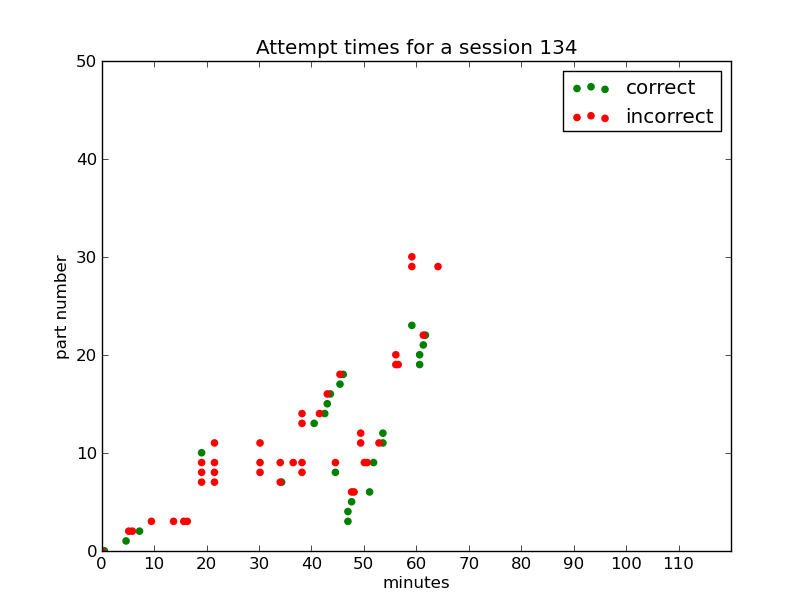 Attempt times for a session 134
50
40
30
20
10
0
part number
correct
incorrect
0 10 20 30 40 50 60 70 80 90 100 110
minutes